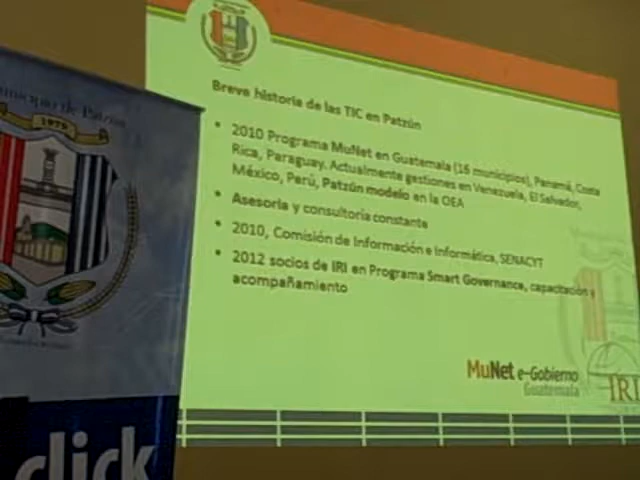 Municipio de Patzún
1979
click
Breve historia de las TIC en Patzún
• 2010 Programa MuNet en Guatemala (16 municipios), Panamá, Costa
Rica, Paraguay. Actualmente gestiones en Venezuela, El Salvador,
México, Perú, Patzún modelo en la OEA
• Asesoría y consultoría constante
• 2010, Comisión de Información e Informática, SENACYT
• 2012 socios de IRI en Programa Smart Governance, capacitación y
acompañamiento
MuNet e-Gobierno
Guatemala
IRI